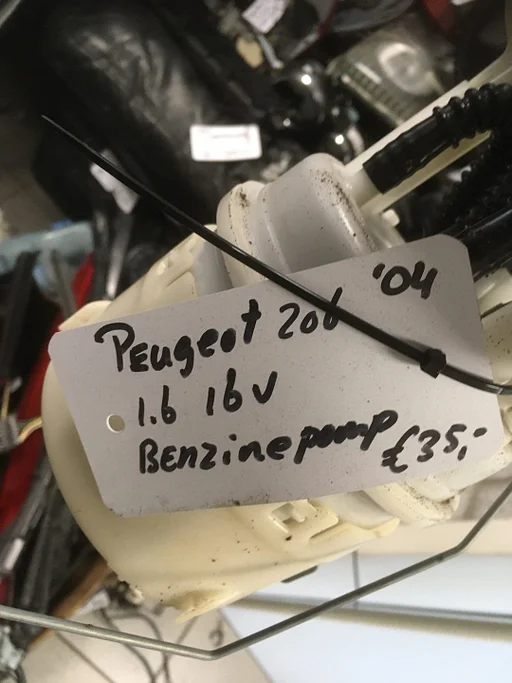 Peugeot 206 '04
1.6 16v
Benzinepomp €35,-